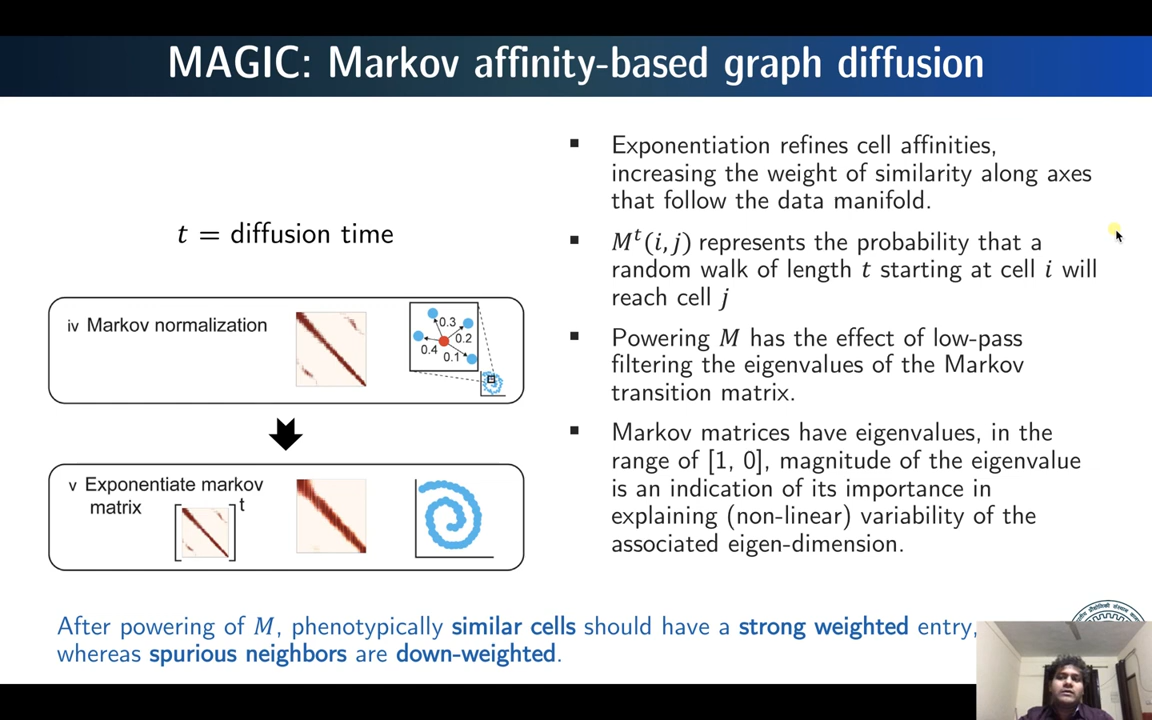 MAGIC: Markov affinity-based graph diffusion
t = diffusion time
iv Markov normalization
0.3
0.2
0.4
0.1
v Exponentiate markov
matrix
t
▪ Exponentiation refines cell affinities,
increasing the weight of similarity along axes
that follow the data manifold.
▪ Mᵗ(i, j) represents the probability that a
random walk of length t starting at cell i will
reach cell j
▪ Powering M has the effect of low-pass
filtering the eigenvalues of the Markov
transition matrix.
▪ Markov matrices have eigenvalues, in the
range of [1, 0], magnitude of the eigenvalue
is an indication of its importance in
explaining (non-linear) variability of the
associated eigen-dimension.
After powering of M, phenotypically similar cells should have a strong weighted entry,
whereas spurious neighbors are down-weighted.